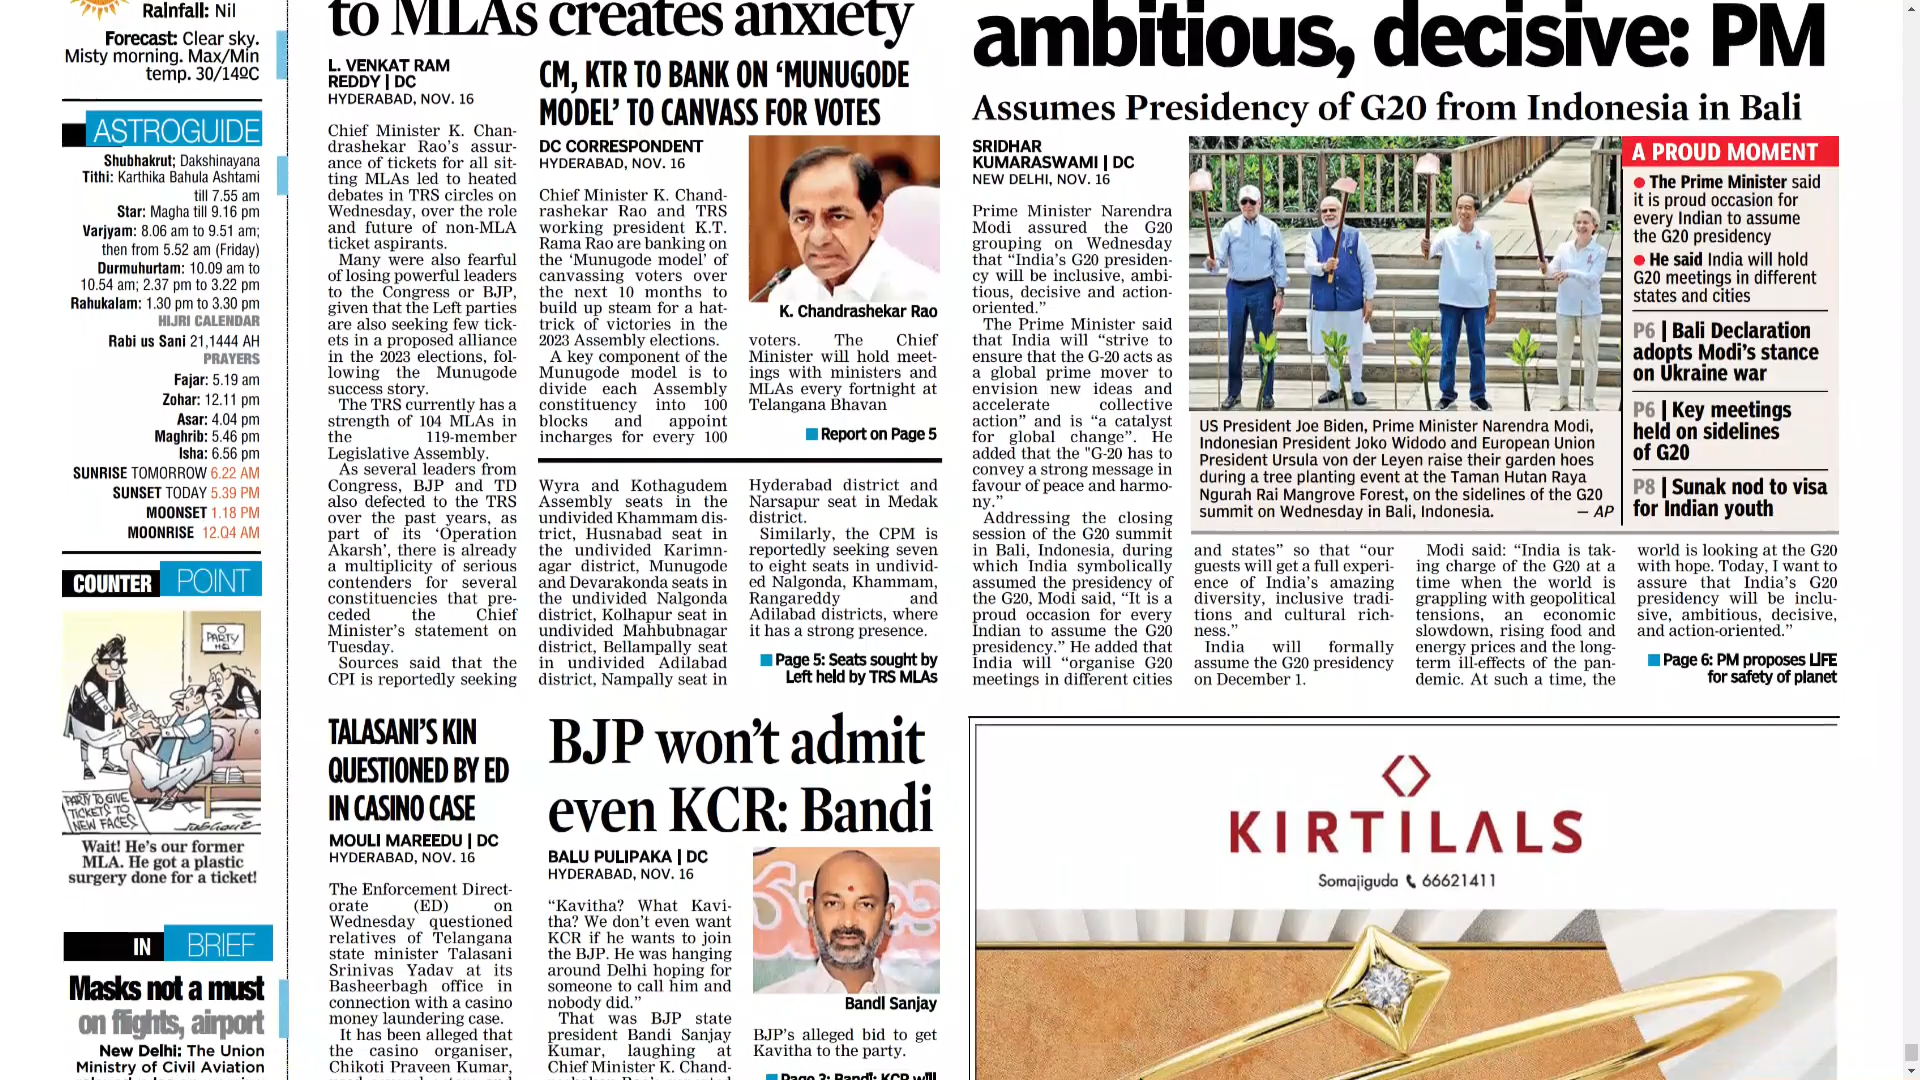 Rainfall: Nil
Forecast: Clear sky.
Misty morning. Max/Min
temp. 30/14ºC
ASTROGUIDE
Shubhakrut; Dakshinayana
Tithi: Karthika Bahula Ashtami
till 7.55 am
Star: Magha till 9.16 pm
Varjyam: 8.06 am to 9.51 am;
then from 5.52 am (Friday)
Durmuhurtam: 10.09 am to
10.54 am; 2.37 pm to 3.22 pm
Rahukalam: 1.30 pm to 3.30 pm
HIJRI CALENDAR
Rabi us Sani 21,1444 AH
PRAYERS
Fajar: 5.19 am
Zohar: 12.11 pm
Asar: 4.04 pm
Maghrib: 5.46 pm
Isha: 6.56 pm
SUNRISE TOMORROW 6.22 AM
SUNSET TODAY 5.39 PM
MOONSET 1.18 PM
MOONRISE 12.04 AM
COUNTER POINT
PARTY
HQ
PARTY TO GIVE
TICKETS TO
NEW FACES
Wait! He's our former
MLA. He got a plastic
surgery done for a ticket!
IN BRIEF
Masks not a must
on flights, airport
New Delhi: The Union
Ministry of Civil Aviation
to MLAs creates anxiety
L. VENKAT RAM
REDDY | DC
HYDERABAD, NOV. 16
Chief Minister K. Chan-
drashekar Rao's assur-
ance of tickets for all sit-
ting MLAs led to heated
debates in TRS circles on
Wednesday, over the role
and future of non-MLA
ticket aspirants.
Many were also fearful
of losing powerful leaders
to the Congress or BJP,
given that the Left parties
are also seeking few tick-
ets in a proposed alliance
in the 2023 elections, fol-
lowing the Munugode
success story.
The TRS currently has a
strength of 104 MLAs in
the 119-member
Legislative Assembly.
As several leaders from
Congress, BJP and TD
also defected to the TRS
over the past years, as
part of its 'Operation
Akarsh', there is already
a multiplicity of serious
contenders for several
constituencies that pre-
ceded the Chief
Minister's statement on
Tuesday.
Sources said that the
CPI is reportedly seeking
CM, KTR TO BANK ON 'MUNUGODE
MODEL' TO CANVASS FOR VOTES
DC CORRESPONDENT
HYDERABAD, NOV. 16
Chief Minister K. Chand-
rashekar Rao and TRS
working president K.T.
Rama Rao are banking on
the 'Munugode model' of
canvassing voters over
the next 10 months to
build up steam for a hat-
trick of victories in the
2023 Assembly elections.
A key component of the
Munugode model is to
divide each Assembly
constituency into 100
blocks and appoint
incharges for every 100
K. Chandrashekar Rao
voters. The Chief
Minister will hold meet-
ings with ministers and
MLAs every fortnight at
Telangana Bhavan
Report on Page 5
Wyra and Kothagudem
Assembly seats in the
undivided Khammam dis-
trict, Husnabad seat in
the undivided Karimn-
agar district, Munugode
and Devarakonda seats in
the undivided Nalgonda
district, Kolhapur seat in
undivided Mahbubnagar
district, Bellampally seat
in undivided Adilabad
district, Nampally seat in
Hyderabad district and
Narsapur seat in Medak
district.
Similarly, the CPM is
reportedly seeking seven
to eight seats in undivid-
ed Nalgonda, Khammam,
Rangareddy and
Adilabad districts, where
it has a strong presence.
Page 5: Seats sought by
Left held by TRS MLAs
TALASANI'S KIN
QUESTIONED BY ED
IN CASINO CASE
MOULI MAREEDU | DC
HYDERABAD, NOV. 16
The Enforcement Direct-
orate (ED) on
Wednesday questioned
relatives of Telangana
state minister Talasani
Srinivas Yadav at its
Basheerbagh office in
connection with a casino
money laundering case.
It has been alleged that
the casino organiser,
Chikoti Praveen Kumar,
BJP won't admit
even KCR: Bandi
BALU PULIPAKA | DC
HYDERABAD, NOV. 16
"Kavitha? What Kavi-
tha? We don't even want
KCR if he wants to join
the BJP. He was hanging
around Delhi hoping for
someone to call him and
nobody did."
That was BJP state
president Bandi Sanjay
Kumar, laughing at
Chief Minister K. Chand-
Bandi Sanjay
BJP's alleged bid to get
Kavitha to the party.
Page 3: Bandi: KCR will
ambitious, decisive: PM
Assumes Presidency of G20 from Indonesia in Bali
SRIDHAR
KUMARASWAMI | DC
NEW DELHI, NOV. 16
Prime Minister Narendra
Modi assured the G20
grouping on Wednesday
that "India's G20 presiden-
cy will be inclusive, ambi-
tious, decisive and action-
oriented."
The Prime Minister said
that India will "strive to
ensure that the G-20 acts as
a global prime mover to
envision new ideas and
accelerate collective
action" and is "a catalyst
for global change". He
added that the "G-20 has to
convey a strong message in
favour of peace and harmo-
ny."
Addressing the closing
session of the G20 summit
in Bali, Indonesia, during
which India symbolically
assumed the presidency of
the G20, Modi said, "It is a
proud occasion for every
Indian to assume the G20
presidency." He added that
India will "organise G20
meetings in different cities
US President Joe Biden, Prime Minister Narendra Modi,
Indonesian President Joko Widodo and European Union
President Ursula von der Leyen raise their garden hoes
during a tree planting event at the Taman Hutan Raya
Ngurah Rai Mangrove Forest, on the sidelines of the G20
summit on Wednesday in Bali, Indonesia. — AP
A PROUD MOMENT
The Prime Minister said
it is proud occasion for
every Indian to assume
the G20 presidency
He said India will hold
G20 meetings in different
states and cities
P6 | Bali Declaration
adopts Modi's stance
on Ukraine war
P6 | Key meetings
held on sidelines
of G20
P8 | Sunak nod to visa
for Indian youth
and states" so that "our
guests will get a full experi-
ence of India's amazing
diversity, inclusive tradi-
tions and cultural rich-
ness."
India will formally
assume the G20 presidency
on December 1.
Modi said: "India is tak-
ing charge of the G20 at a
time when the world is
grappling with geopolitical
tensions, an economic
slowdown, rising food and
energy prices and the long-
term ill-effects of the pan-
demic. At such a time, the
world is looking at the G20
with hope. Today, I want to
assure that India's G20
presidency will be inclu-
sive, ambitious, decisive,
and action-oriented."
Page 6: PM proposes LIFE
for safety of planet
KIRTILALS
Somajiguda 66621411